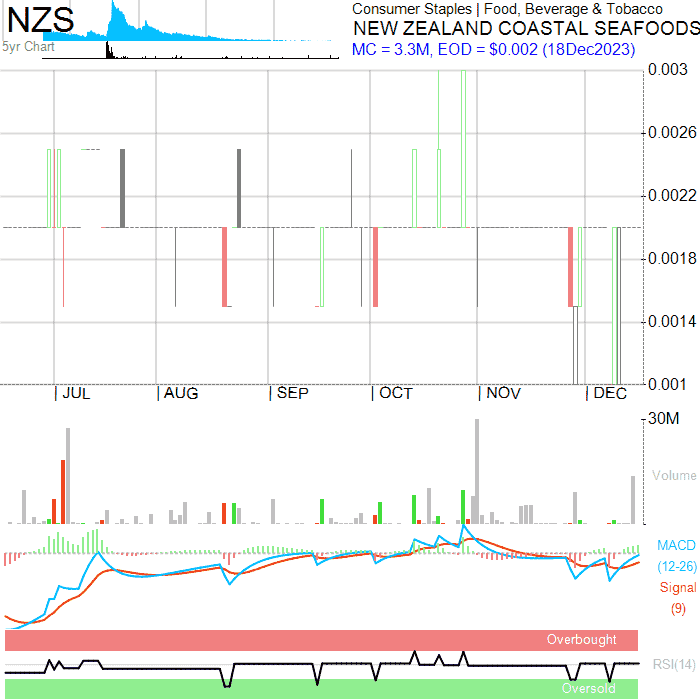 NZS
Consumer Staples | Food, Beverage & Tobacco
NEW ZEALAND COASTAL SEAFOODS
5yr Chart
MC = 3.3M, EOD = $0.002 (18Dec2023)
0.003
0.0026
0.0022
0.0018
0.0014
0.001
JUL AUG SEP OCT NOV DEC
30M
Volume
MACD
(12-26)
Signal
(9)
Overbought
RSI(14)
Oversold